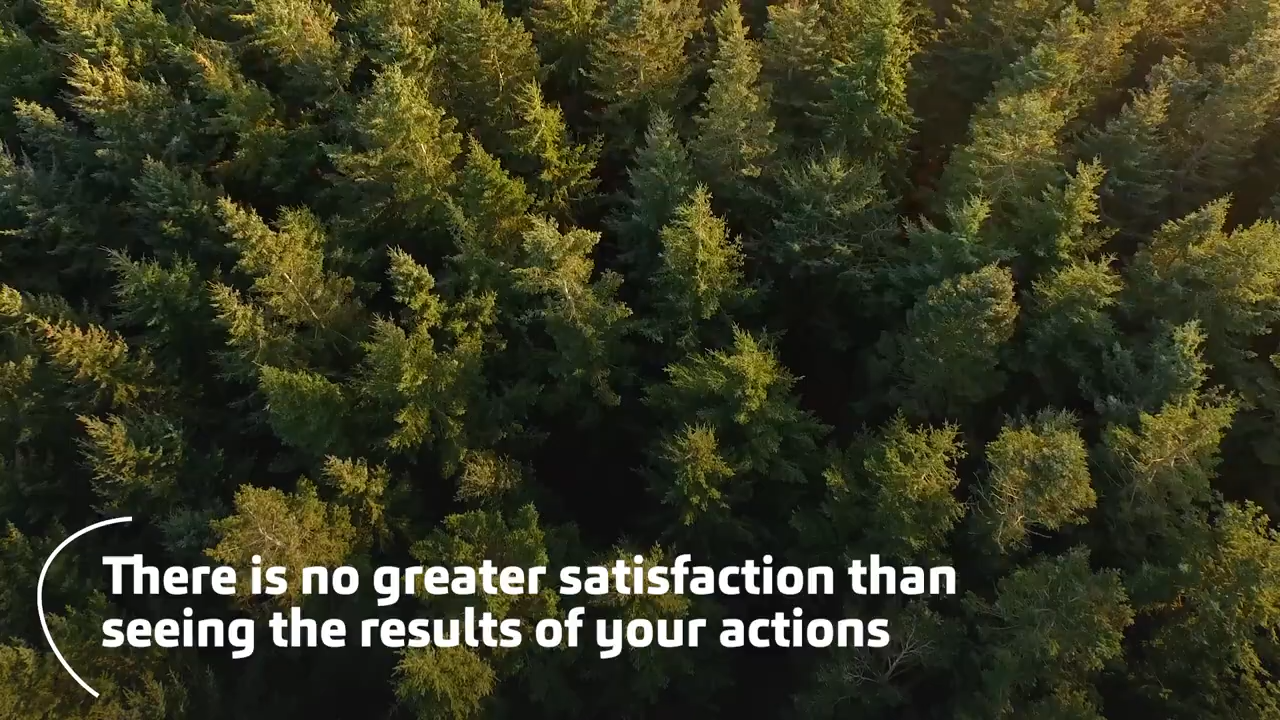 There is no greater satisfaction than
seeing the results of your actions